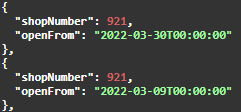 {
"shopNumber": 921,
"openFrom": "2022-03-30T00:00:00"
},
{
"shopNumber": 921,
"openFrom": "2022-03-09T00:00:00"
},